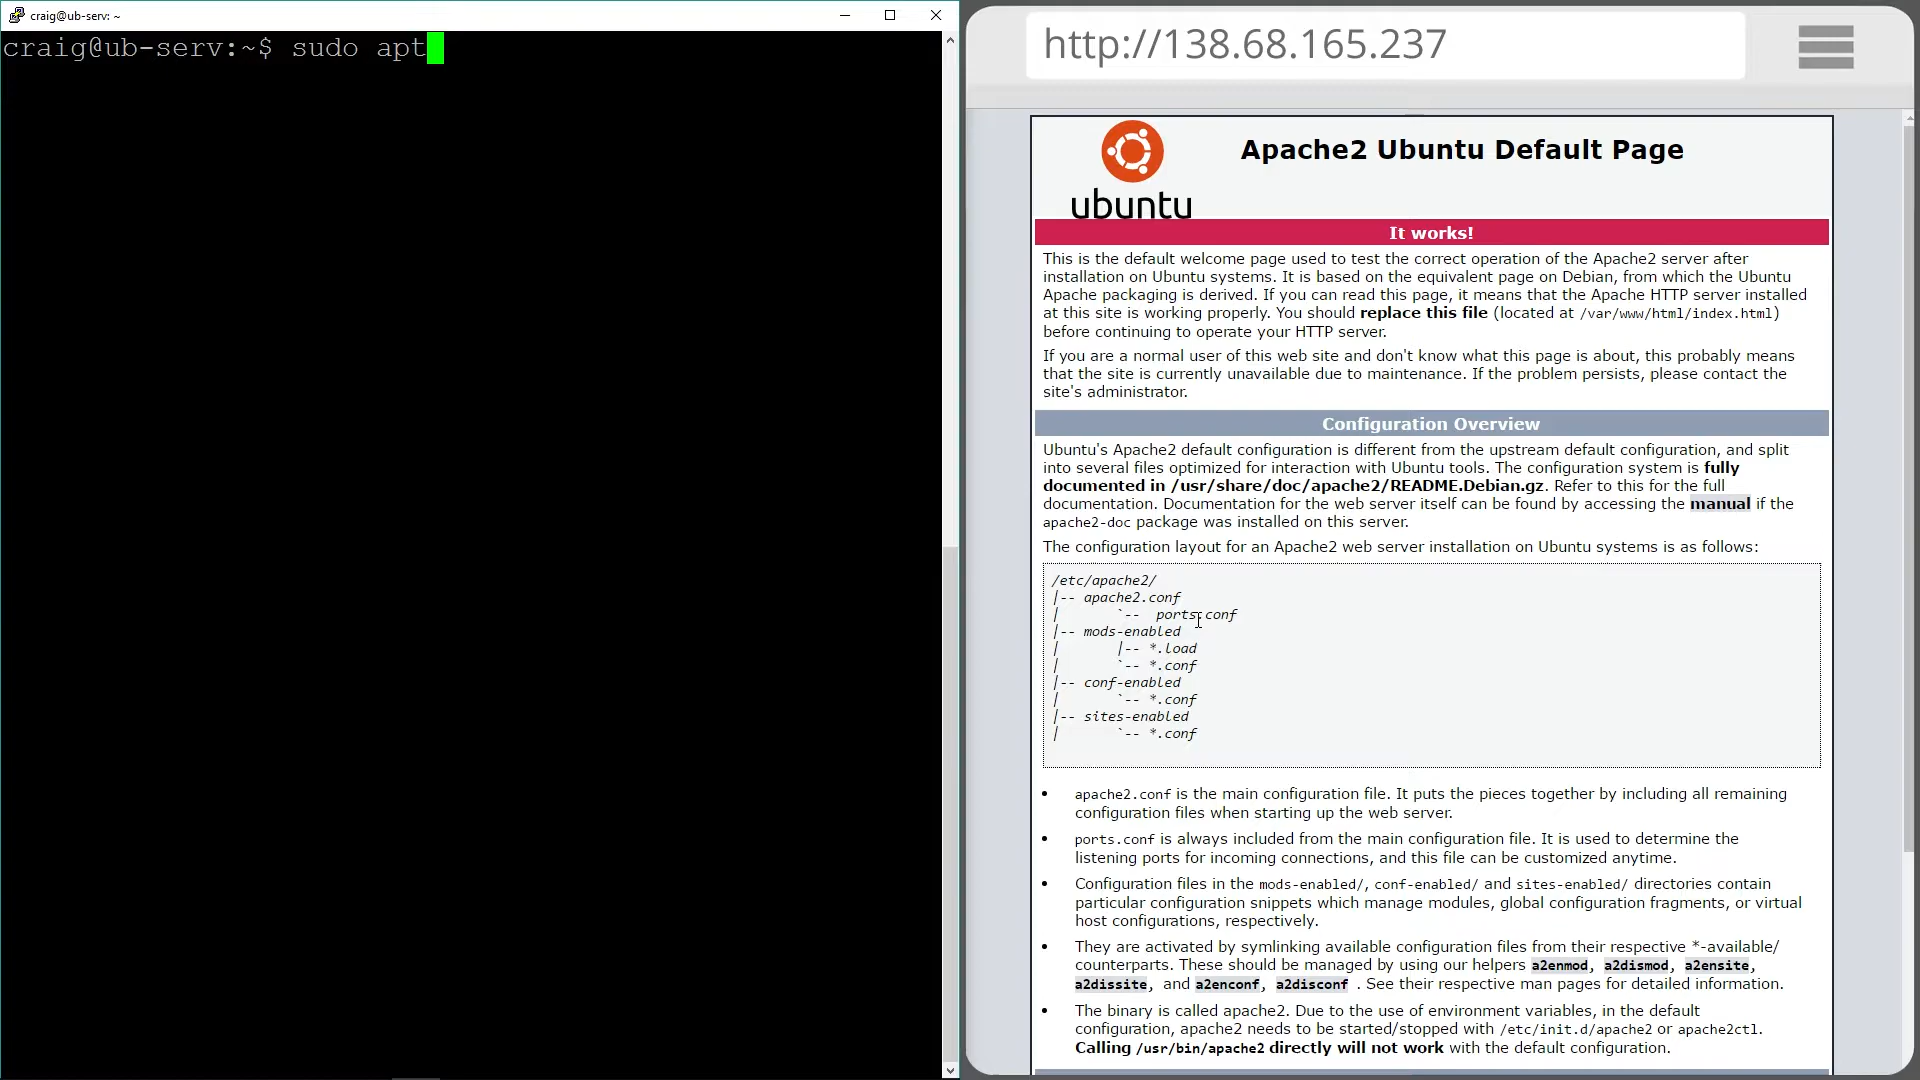 craig@ub-serv: ~
craig@ub-serv:~$ sudo apt
http://138.68.165.237
ubuntu
Apache2 Ubuntu Default Page
It works!
This is the default welcome page used to test the correct operation of the Apache2 server after
installation on Ubuntu systems. It is based on the equivalent page on Debian, from which the Ubuntu
Apache packaging is derived. If you can read this page, it means that the Apache HTTP server installed
at this site is working properly. You should replace this file (located at /var/www/html/index.html)
before continuing to operate your HTTP server.
If you are a normal user of this web site and don't know what this page is about, this probably means
that the site is currently unavailable due to maintenance. If the problem persists, please contact the
site's administrator.
Configuration Overview
Ubuntu's Apache2 default configuration is different from the upstream default configuration, and split
into several files optimized for interaction with Ubuntu tools. The configuration system is fully
documented in /usr/share/doc/apache2/README.Debian.gz. Refer to this for the full
documentation. Documentation for the web server itself can be found by accessing the manual if the
apache2-doc package was installed on this server.
The configuration layout for an Apache2 web server installation on Ubuntu systems is as follows:
/etc/apache2/
|-- apache2.conf
|       `--  ports.conf
|-- mods-enabled
|       |-- *.load
|       `-- *.conf
|-- conf-enabled
|       `-- *.conf
|-- sites-enabled
|       `-- *.conf
• apache2.conf is the main configuration file. It puts the pieces together by including all remaining
configuration files when starting up the web server.
• ports.conf is always included from the main configuration file. It is used to determine the
listening ports for incoming connections, and this file can be customized anytime.
• Configuration files in the mods-enabled/, conf-enabled/ and sites-enabled/ directories contain
particular configuration snippets which manage modules, global configuration fragments, or virtual
host configurations, respectively.
• They are activated by symlinking available configuration files from their respective *-available/
counterparts. These should be managed by using our helpers a2enmod, a2dismod, a2ensite,
a2dissite, and a2enconf, a2disconf . See their respective man pages for detailed information.
• The binary is called apache2. Due to the use of environment variables, in the default
configuration, apache2 needs to be started/stopped with /etc/init.d/apache2 or apache2ctl.
Calling /usr/bin/apache2 directly will not work with the default configuration.